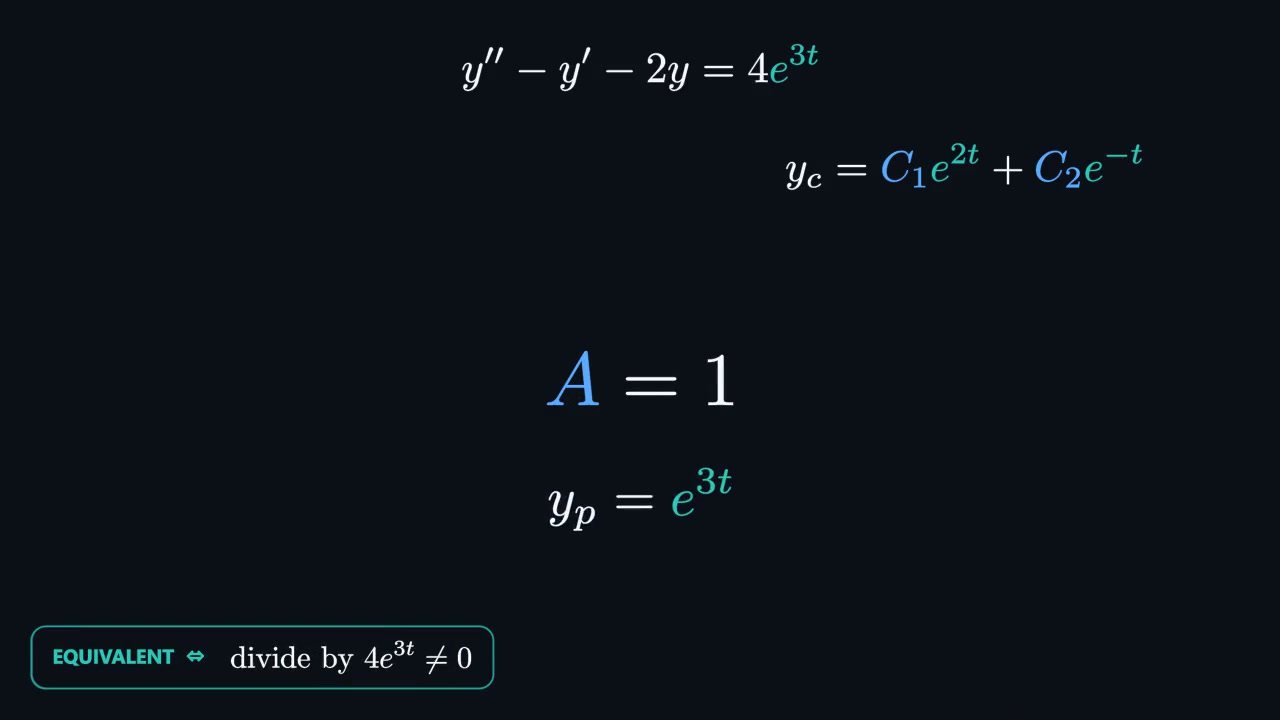 y′′ − y′ − 2y = 4e^{3t}
y_c = C_1e^{2t} + C_2e^{−t}
A = 1
y_p = e^{3t}
EQUIVALENT ⇔ divide by 4e^{3t} ≠ 0